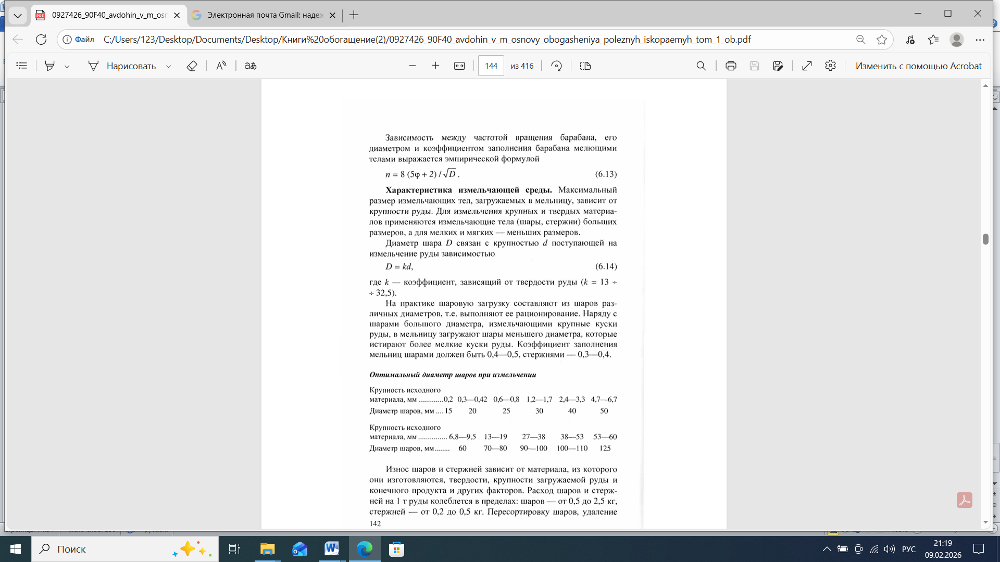 0927426_90F40_avdohin_v_m_osn
Электронная почта Gmail: надеж
Файл
C:/Users/123/Desktop/Documents/Desktop/Книги%20обогащение(2)/0927426_90F40_avdohin_v_m_osnovy_obogasheniya_poleznyh_iskopaemyh_tom_1_ob.pdf
Нарисовать
144 из 416
Изменить с помощью Acrobat
Зависимость между частотой вращения барабана, его
диаметром и коэффициентом заполнения барабана мелющими
телами выражается эмпирической формулой
n = 8 (5φ + 2) / √D . (6.13)
Характеристика измельчающей среды. Максимальный
размер измельчающих тел, загружаемых в мельницу, зависит от
крупности руды. Для измельчения крупных и твердых материа-
лов применяются измельчающие тела (шары, стержни) больших
размеров, а для мелких и мягких — меньших размеров.
Диаметр шара D связан с крупностью d поступающей на
измельчение руды зависимостью
D = kd, (6.14)
где k — коэффициент, зависящий от твердости руды (k = 13 ÷
÷ 32,5).
На практике шаровую загрузку составляют из шаров раз-
личных диаметров, т.е. выполняют ее рационирование. Наряду с
шарами большого диаметра, измельчающими крупные куски
руды, в мельницу загружают шары меньшего диаметра, которые
истирают более мелкие куски руды. Коэффициент заполнения
мельниц шарами должен быть 0,4—0,5, стержнями — 0,3—0,4.
Оптимальный диаметр шаров при измельчении
Крупность исходного
материала, мм .............0,2 0,3—0,42 0,6—0,8 1,2—1,7 2,4—3,3 4,7—6,7
Диаметр шаров, мм .... 15 20 25 30 40 50
Крупность исходного
материала, мм ............... 6,8—9,5 13—19 27—38 38—53 53—60
Диаметр шаров, мм........ 60 70—80 90—100 100—110 125
Износ шаров и стержней зависит от материала, из которого
они изготовляются, твердости, крупности загружаемой руды и
конечного продукта и других факторов. Расход шаров и стерж-
ней на 1 т руды колеблется в пределах: шаров — от 0,5 до 2,5 кг,
стержней — от 0,2 до 0,5 кг. Пересортировку шаров, удаление
142
Поиск
РУС
21:19
09.02.2026